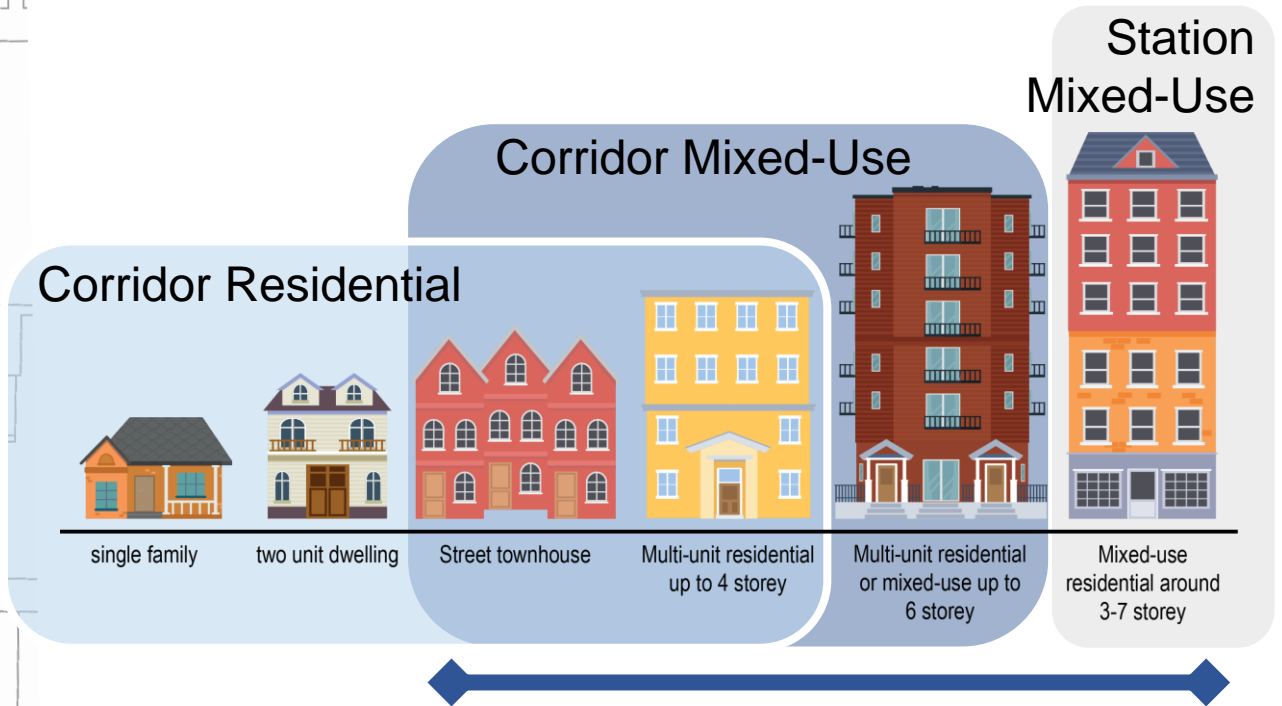 Station
Mixed-Use
Corridor Mixed-Use
Corridor Residential
single family
two unit dwelling
Street townhouse
Multi-unit residential
up to 4 storey
Multi-unit residential
or mixed-use up to
6 storey
Mixed-use
residential around
3-7 storey